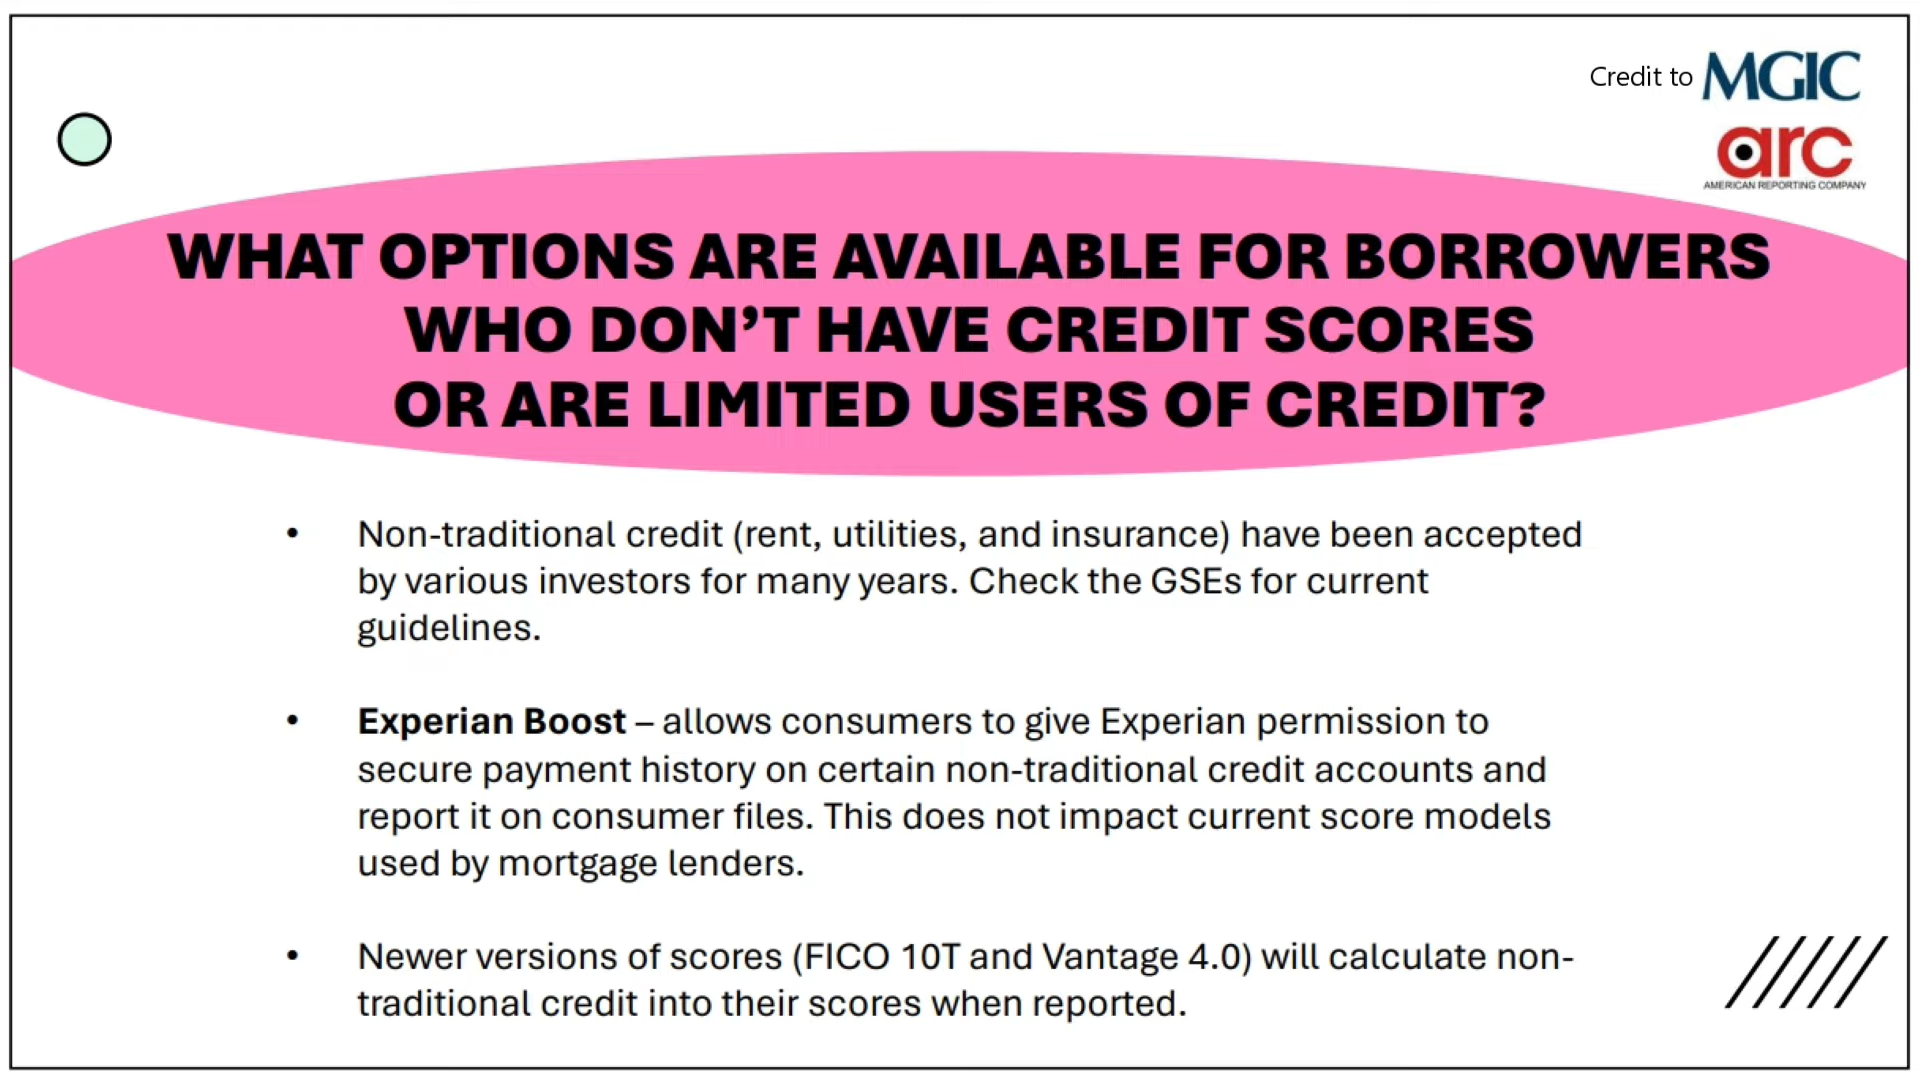 Credit to MGIC
arc
AMERICAN REPORTING COMPANY
WHAT OPTIONS ARE AVAILABLE FOR BORROWERS
WHO DON’T HAVE CREDIT SCORES
OR ARE LIMITED USERS OF CREDIT?
• Non-traditional credit (rent, utilities, and insurance) have been accepted
by various investors for many years. Check the GSEs for current
guidelines.
• Experian Boost – allows consumers to give Experian permission to
secure payment history on certain non-traditional credit accounts and
report it on consumer files. This does not impact current score models
used by mortgage lenders.
• Newer versions of scores (FICO 10T and Vantage 4.0) will calculate non-
traditional credit into their scores when reported.